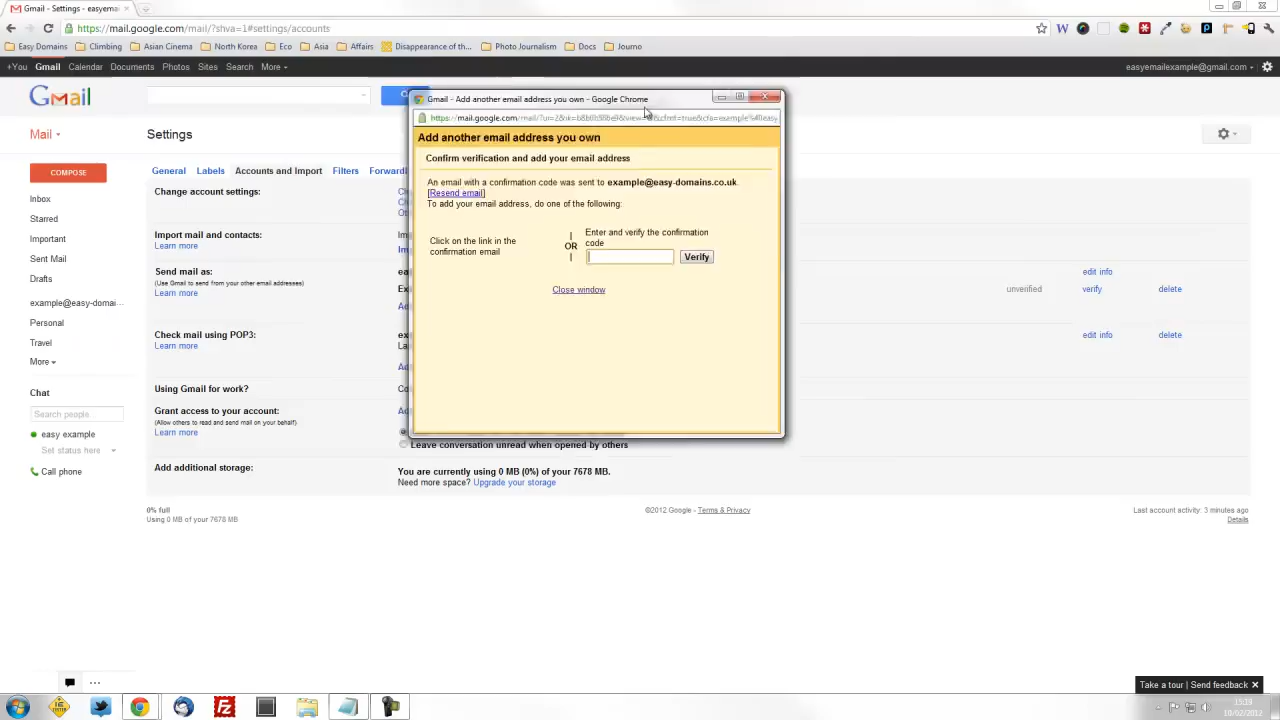 Gmail - Settings - easyemai
https://mail.google.com/mail/?shva=1#settings/accounts
Easy Domains Climbing Asian Cinema North Korea Eco Asia Affairs Disappearance of th... Photo Journalism Docs Journo
+You Gmail Calendar Documents Photos Sites Search More easyemailexample@gmail.com
Gmail
Mail Settings
COMPOSE
Inbox
Starred
Important
Sent Mail
Drafts
example@easy-domai...
Personal
Travel
More
Chat
Search people...
easy example
Set status here
Call phone
General Labels Accounts and Import Filters Forwardi
Change account settings:
Import mail and contacts:
Learn more
Send mail as:
(Use Gmail to send from your other email addresses)
Learn more
edit info
unverified verify delete
Check mail using POP3:
Learn more
edit info delete
Using Gmail for work?
Grant access to your account:
(Allow others to read and send mail on your behalf)
Learn more
Leave conversation unread when opened by others
Add additional storage:
You are currently using 0 MB (0%) of your 7678 MB.
Need more space? Upgrade your storage
Gmail - Add another email address you own - Google Chrome
Add another email address you own
Confirm verification and add your email address
An email with a confirmation code was sent to example@easy-domains.co.uk.
[Resend email]
To add your email address, do one of the following:
Click on the link in the
confirmation email
OR
Enter and verify the confirmation
code
Verify
Close window
0% full
Using 0 MB of your 7678 MB
©2012 Google - Terms & Privacy
Last account activity: 3 minutes ago
Details
Take a tour | Send feedback
10/02/2012